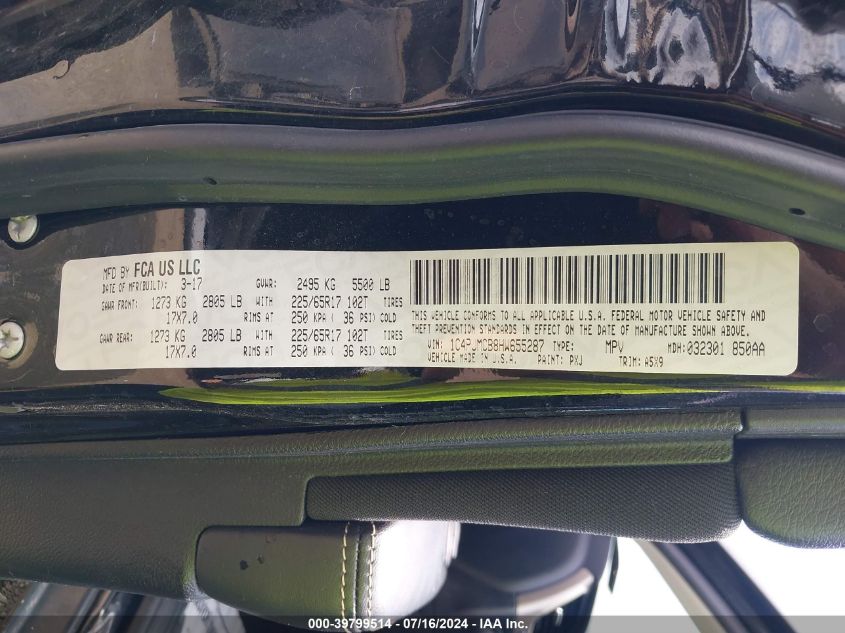 MFD BY FCA US LLC
DATE OF MFR(BUILT): 3-17 GVWR: 2495 KG 5500 LB
GAWR FRONT: 1273 KG 2805 LB WITH 225/65R17 102T TIRES
17X7.0 RIMS AT 250 KPA ( 36 PSI) COLD
GAWR REAR: 1273 KG 2805 LB WITH 225/65R17 102T TIRES
17X7.0 RIMS AT 250 KPA ( 36 PSI) COLD
THIS VEHICLE CONFORMS TO ALL APPLICABLE U.S.A. FEDERAL MOTOR VEHICLE SAFETY AND
THEFT PREVENTION STANDARDS IN EFFECT ON THE DATE OF MANUFACTURE SHOWN ABOVE.
VIN: 1C4PJMCB8HW655287 TYPE: MPV MDH: 032301 850AA
VEHICLE MADE IN U.S.A. PAINT: PXJ TRIM: A5X9
000-39799514 - 07/16/2024 - IAA Inc.